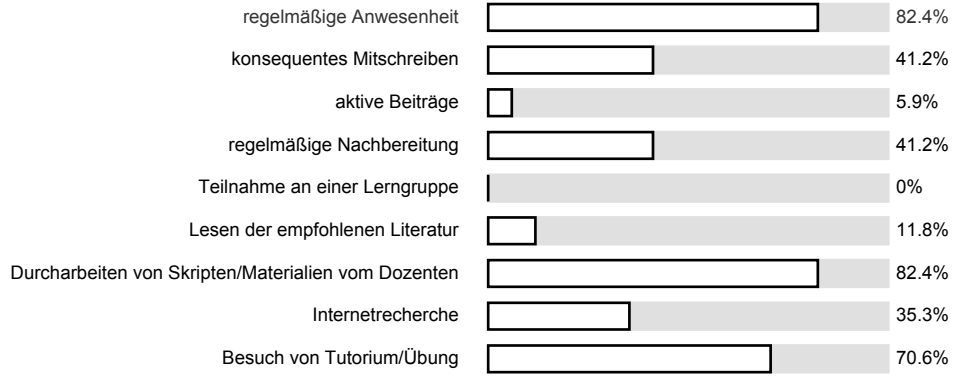 regelmäßige Anwesenheit 82.4%
konsequentes Mitschreiben 41.2%
aktive Beiträge 5.9%
regelmäßige Nachbereitung 41.2%
Teilnahme an einer Lerngruppe 0%
Lesen der empfohlenen Literatur 11.8%
Durcharbeiten von Skripten/Materialien vom Dozenten 82.4%
Internetrecherche 35.3%
Besuch von Tutorium/Übung 70.6%